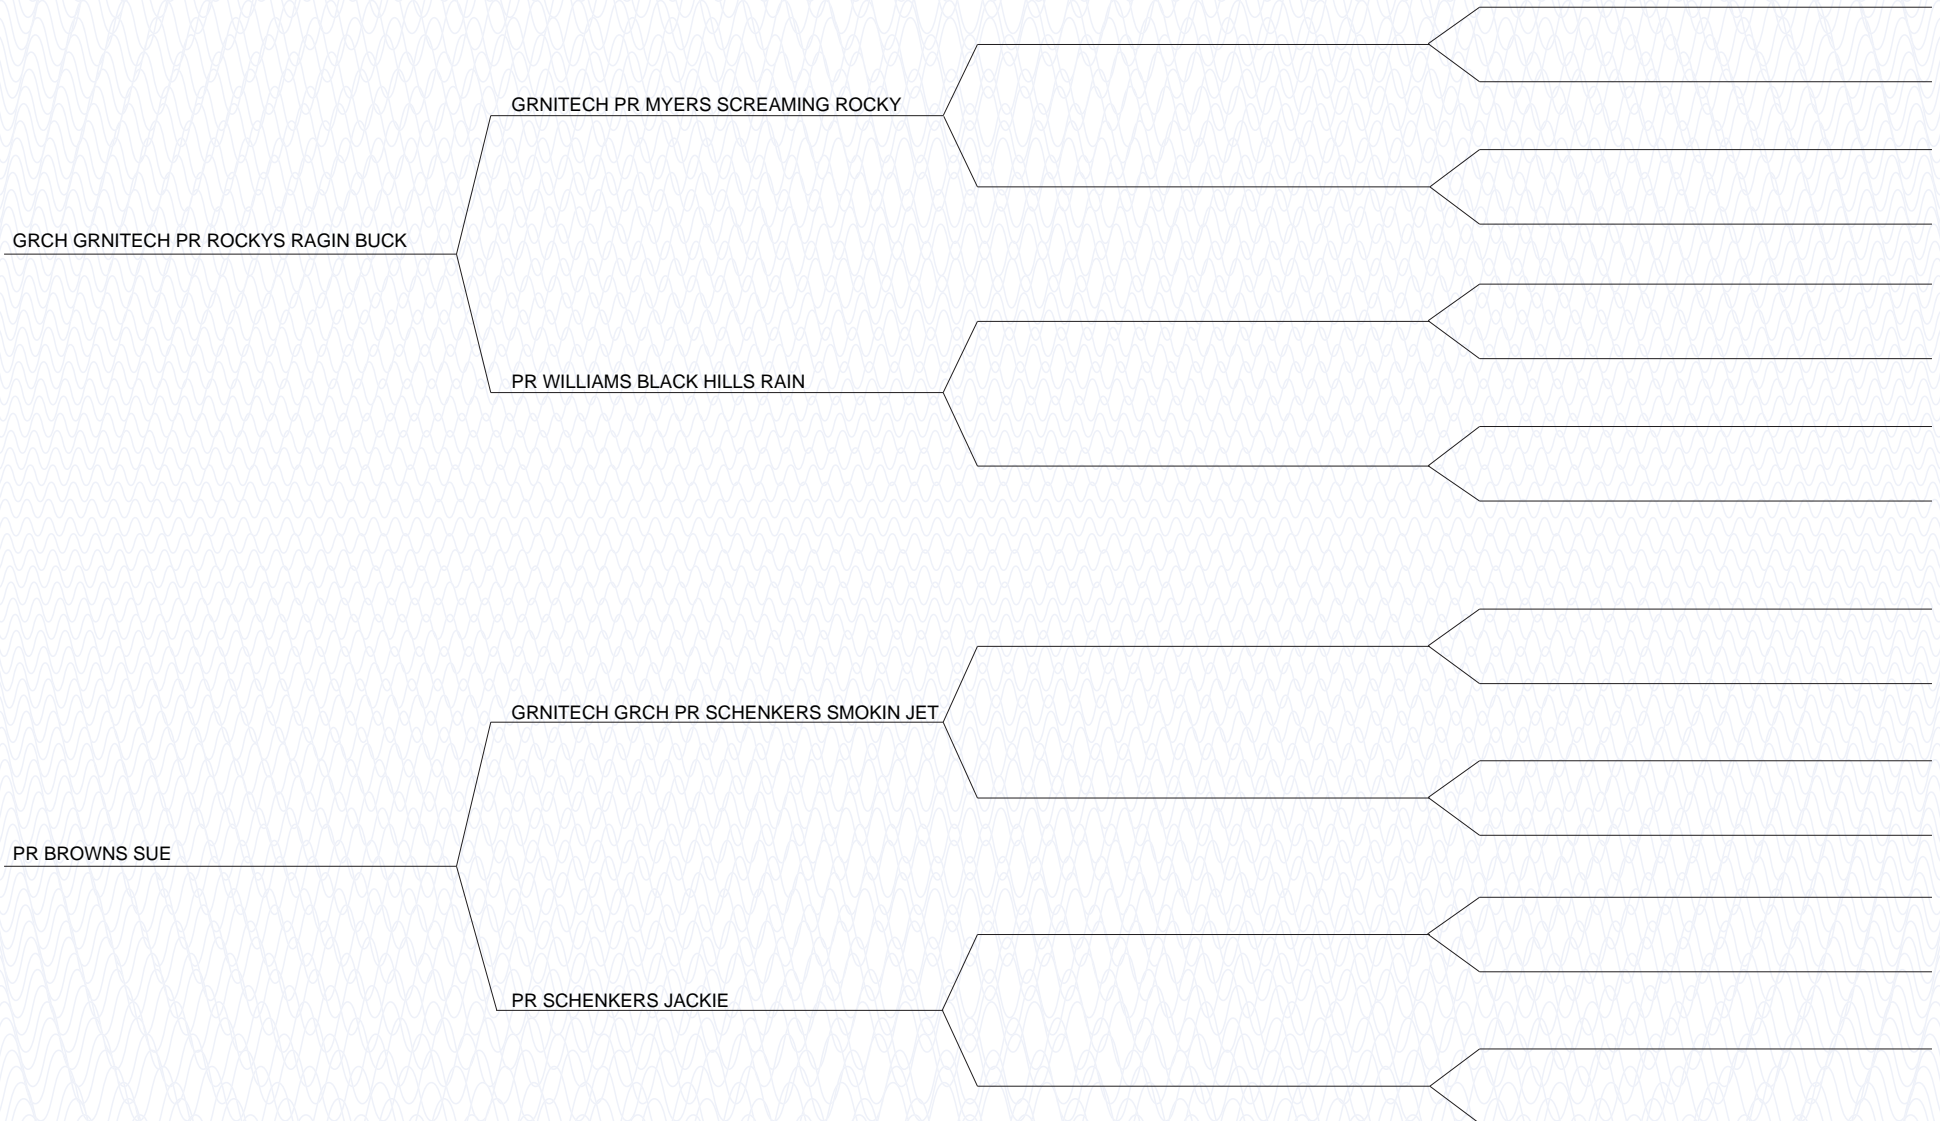 GRNITECH PR MYERS SCREAMING ROCKY
GRCH GRNITECH PR ROCKYS RAGIN BUCK
PR WILLIAMS BLACK HILLS RAIN
GRNITECH GRCH PR SCHENKERS SMOKIN JET
PR BROWNS SUE
PR SCHENKERS JACKIE